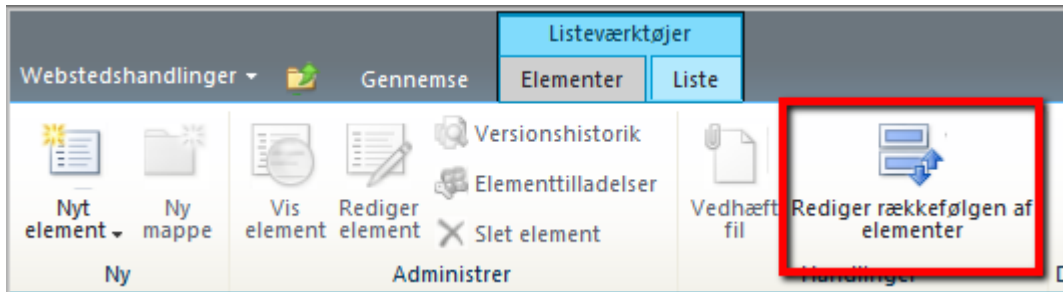 Listeværktøjer
Webstedshandlinger
Gennemse
Elementer
Liste
Nyt
element
Ny
mappe
Vis
element
Rediger
element
Versionshistorik
Elementtilladelser
Slet element
Vedhæft
fil
Rediger rækkefølgen af
elementer
Ny
Administrer
Handlinger